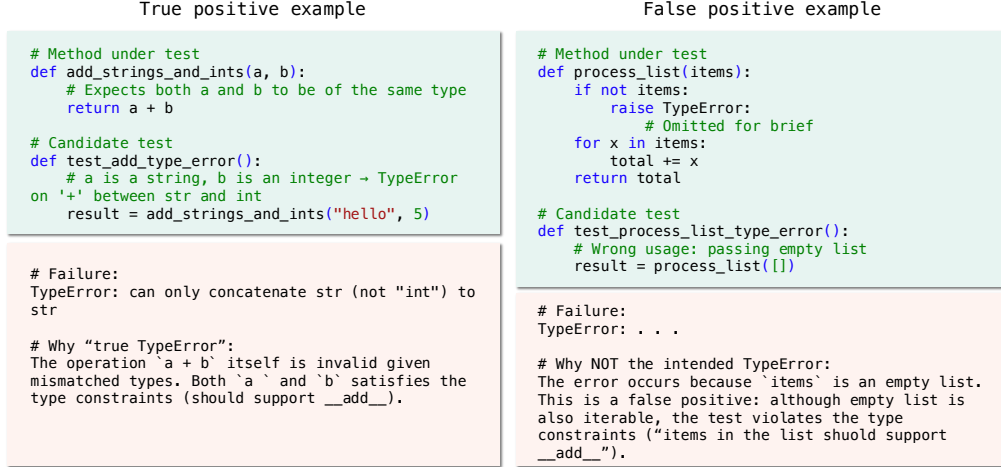 True positive example
# Method under test
def add_strings_and_ints(a, b):
# Expects both a and b to be of the same type
return a + b
# Candidate test
def test_add_type_error():
# a is a string, b is an integer → TypeError
on '+' between str and int
result = add_strings_and_ints("hello", 5)
# Failure:
TypeError: can only concatenate str (not "int") to
str
# Why “true TypeError”:
The operation `a + b` itself is invalid given
mismatched types. Both `a ` and `b` satisfies the
type constraints (should support __add__).
False positive example
# Method under test
def process_list(items):
if not items:
raise TypeError:
# Omitted for brief
for x in items:
total += x
return total
# Candidate test
def test_process_list_type_error():
# Wrong usage: passing empty list
result = process_list([])
# Failure:
TypeError: . . .
# Why NOT the intended TypeError:
The error occurs because `items` is an empty list.
This is a false positive: although empty list is
also iterable, the test violates the type
constraints (“items in the list shuould support
__add__”).